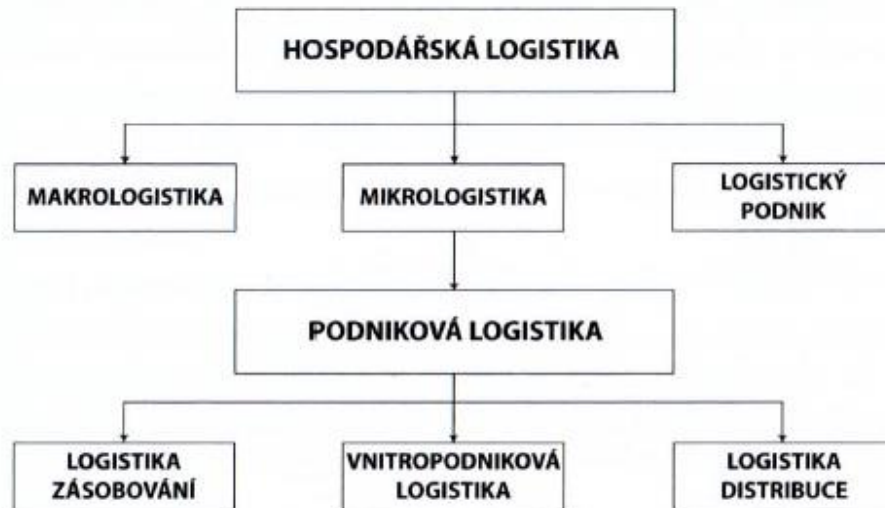 HOSPODÁŘSKÁ LOGISTIKA
MAKROLOGISTIKA
MIKROLOGISTIKA
LOGISTICKÝ
PODNIK
PODNIKOVÁ LOGISTIKA
LOGISTIKA
ZÁSOBOVÁNÍ
VNITROPODNIKOVÁ
LOGISTIKA
LOGISTIKA
DISTRIBUCE